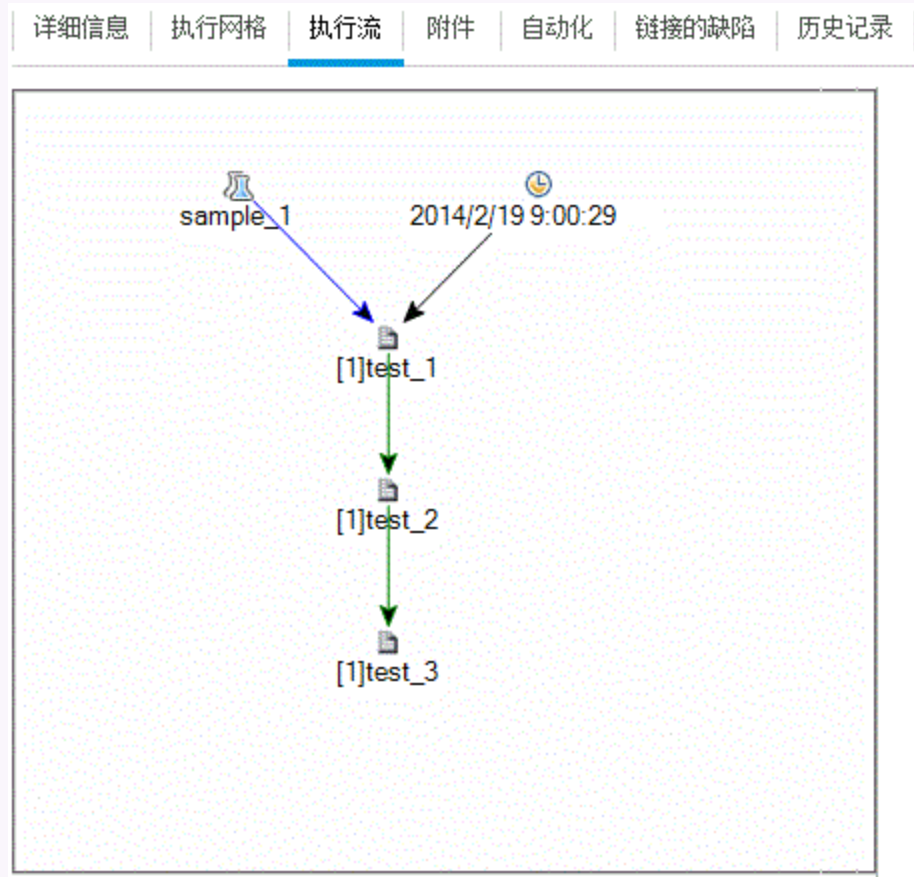 详细信息 执行网格 执行流 附件 自动化 链接的缺陷 历史记录
sample_1 2014/2/19 9:00:29
[1]test_1
[1]test_2
[1]test_3